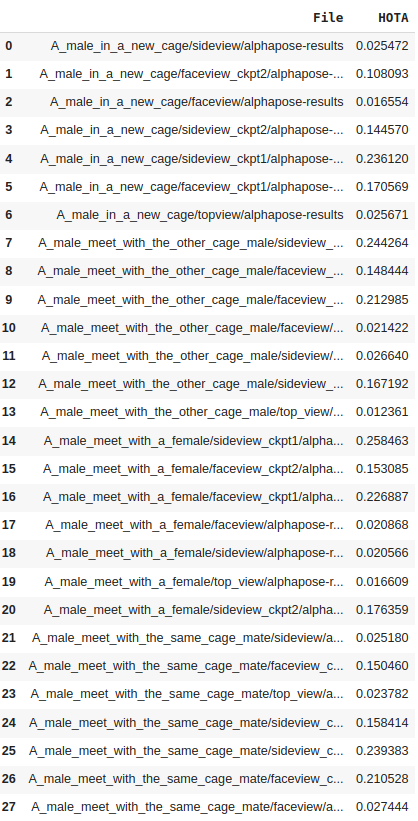 File HOTA
0 A_male_in_a_new_cage/sideview/alphapose-results 0.025472
1 A_male_in_a_new_cage/faceview_ckpt2/alphapose-... 0.108093
2 A_male_in_a_new_cage/faceview/alphapose-results 0.016554
3 A_male_in_a_new_cage/sideview_ckpt2/alphapose-... 0.144570
4 A_male_in_a_new_cage/sideview_ckpt1/alphapose-... 0.236120
5 A_male_in_a_new_cage/faceview_ckpt1/alphapose-... 0.170569
6 A_male_in_a_new_cage/topview/alphapose-results 0.025671
7 A_male_meet_with_the_other_cage_male/sideview_... 0.244264
8 A_male_meet_with_the_other_cage_male/faceview_... 0.148444
9 A_male_meet_with_the_other_cage_male/faceview_... 0.212985
10 A_male_meet_with_the_other_cage_male/faceview/... 0.021422
11 A_male_meet_with_the_other_cage_male/sideview/... 0.026640
12 A_male_meet_with_the_other_cage_male/sideview_... 0.167192
13 A_male_meet_with_the_other_cage_male/top_view/... 0.012361
14 A_male_meet_with_a_female/sideview_ckpt1/alpha... 0.258463
15 A_male_meet_with_a_female/faceview_ckpt2/alpha... 0.153085
16 A_male_meet_with_a_female/faceview_ckpt1/alpha... 0.226887
17 A_male_meet_with_a_female/faceview/alphapose-r... 0.020868
18 A_male_meet_with_a_female/sideview/alphapose-r... 0.020566
19 A_male_meet_with_a_female/top_view/alphapose-r... 0.016609
20 A_male_meet_with_a_female/sideview_ckpt2/alpha... 0.176359
21 A_male_meet_with_the_same_cage_mate/sideview/a... 0.025180
22 A_male_meet_with_the_same_cage_mate/faceview_c... 0.150460
23 A_male_meet_with_the_same_cage_mate/top_view/a... 0.023782
24 A_male_meet_with_the_same_cage_mate/sideview_c... 0.158414
25 A_male_meet_with_the_same_cage_mate/sideview_c... 0.239383
26 A_male_meet_with_the_same_cage_mate/faceview_c... 0.210528
27 A_male_meet_with_the_same_cage_mate/faceview/a... 0.027444